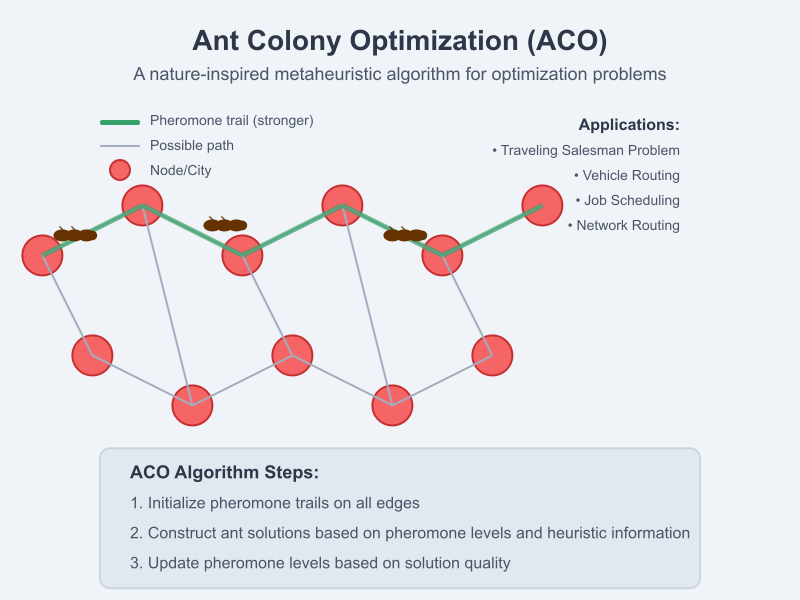 Ant Colony Optimization (ACO)
A nature-inspired metaheuristic algorithm for optimization problems
Pheromone trail (stronger)
Possible path
Node/City
Applications:
• Traveling Salesman Problem
• Vehicle Routing
• Job Scheduling
• Network Routing
ACO Algorithm Steps:
1. Initialize pheromone trails on all edges
2. Construct ant solutions based on pheromone levels and heuristic information
3. Update pheromone levels based on solution quality